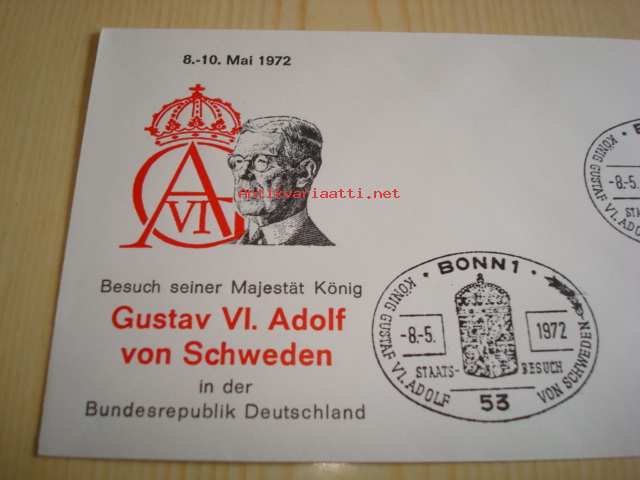 8.-10. Mai 1972
GAVI
antikvariaatti.net
Besuch seiner Majestät König
Gustav VI. Adolf
von Schweden
in der
Bundesrepublik Deutschland
BONN 1
-8.-5. 1972
STAATS- BESUCH
KÖNIG GUSTAF VI. ADOLF VON SCHWEDEN
53
-8.-5.
KÖNIG GUSTAF VI.